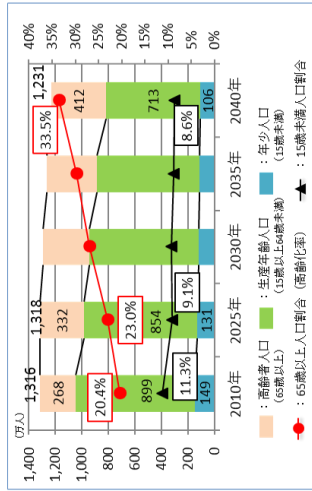 (万人)
1,400
1,200
1,000
800
600
400
200
0
40%
35%
30%
25%
20%
15%
10%
5%
0%
1,316
1,318
1,231
268
332
412
20.4%
23.0%
33.5%
899
854
713
11.3%
9.1%
8.6%
149
131
106
2010年
2025年
2030年
2035年
2040年
：高齢者人口
（65歳以上）
：生産年齢人口
（15歳以上64歳未満）
：年少人口
（15歳未満）
：65歳以上人口割合（高齢化率）
：15歳未満人口割合